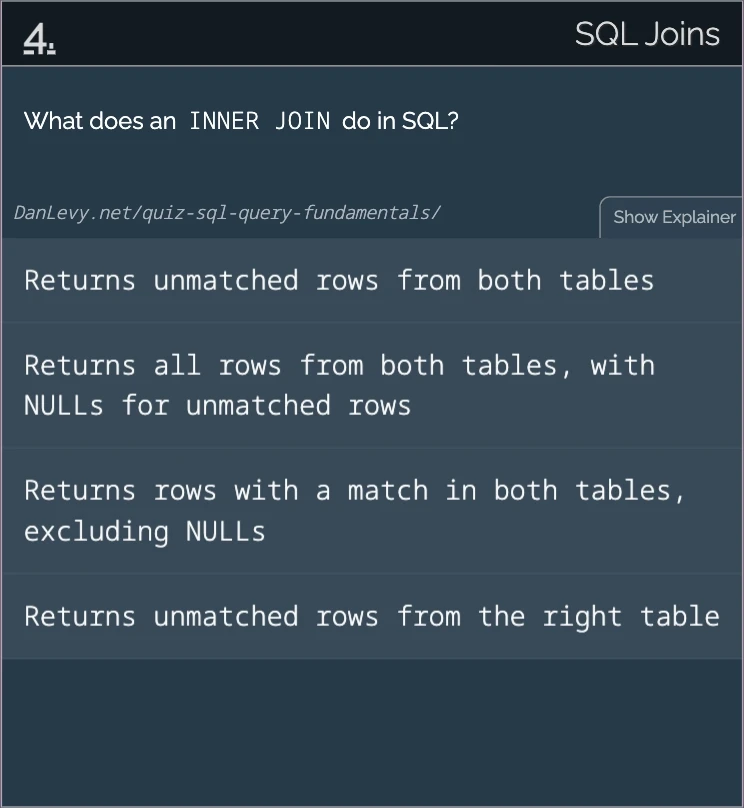 4.
SQL Joins
What does an INNER JOIN do in SQL?
DanLevy.net/quiz-sql-query-fundamentals/
Show Explainer
Returns unmatched rows from both tables
Returns all rows from both tables, with
NULLs for unmatched rows
Returns rows with a match in both tables,
excluding NULLs
Returns unmatched rows from the right table